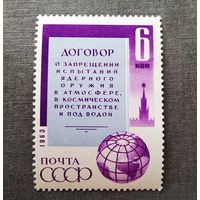 ДОГОВОР
О ЗАПРЕЩЕНИИ
ИСПЫТАНИЙ
ЯДЕРНОГО
ОРУЖИЯ
В АТМОСФЕРЕ,
В КОСМИЧЕСКОМ
ПРОСТРАНСТВЕ
И ПОД ВОДОЙ
6
КОП
1963
ПОЧТА
СССР